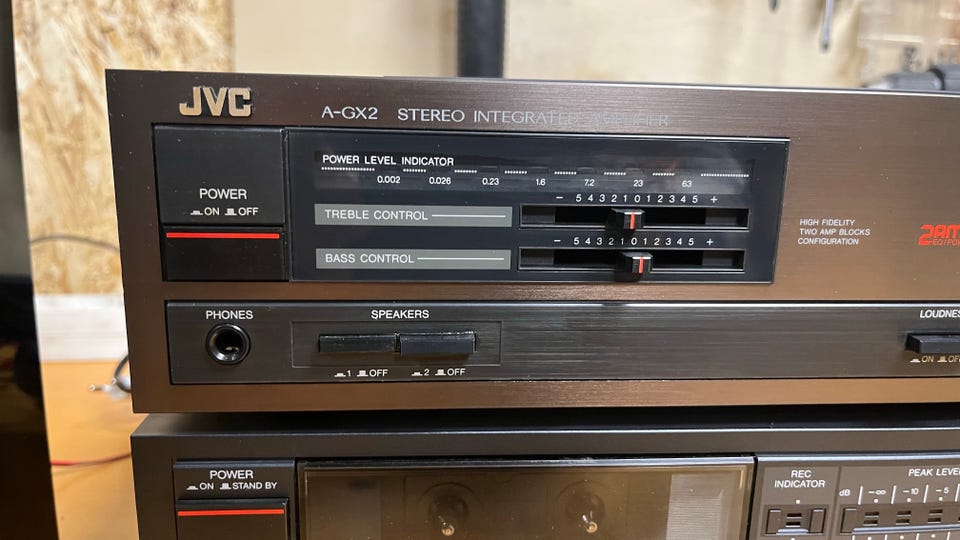 JVC
A-GX2 STEREO INTEGRATED AMPLIFIER
POWER
ON OFF
POWER LEVEL INDICATOR
0.002 0.026 0.23 1.6 7.2 23 63
− 5 4 3 2 1 0 1 2 3 4 5 +
TREBLE CONTROL
− 5 4 3 2 1 0 1 2 3 4 5 +
BASS CONTROL
HIGH FIDELITY
TWO AMP BLOCKS
CONFIGURATION
PHONES
SPEAKERS
1 OFF 2 OFF
ON
POWER
ON STAND BY
REC
INDICATOR
PEAK
dB −∞ −10 −5